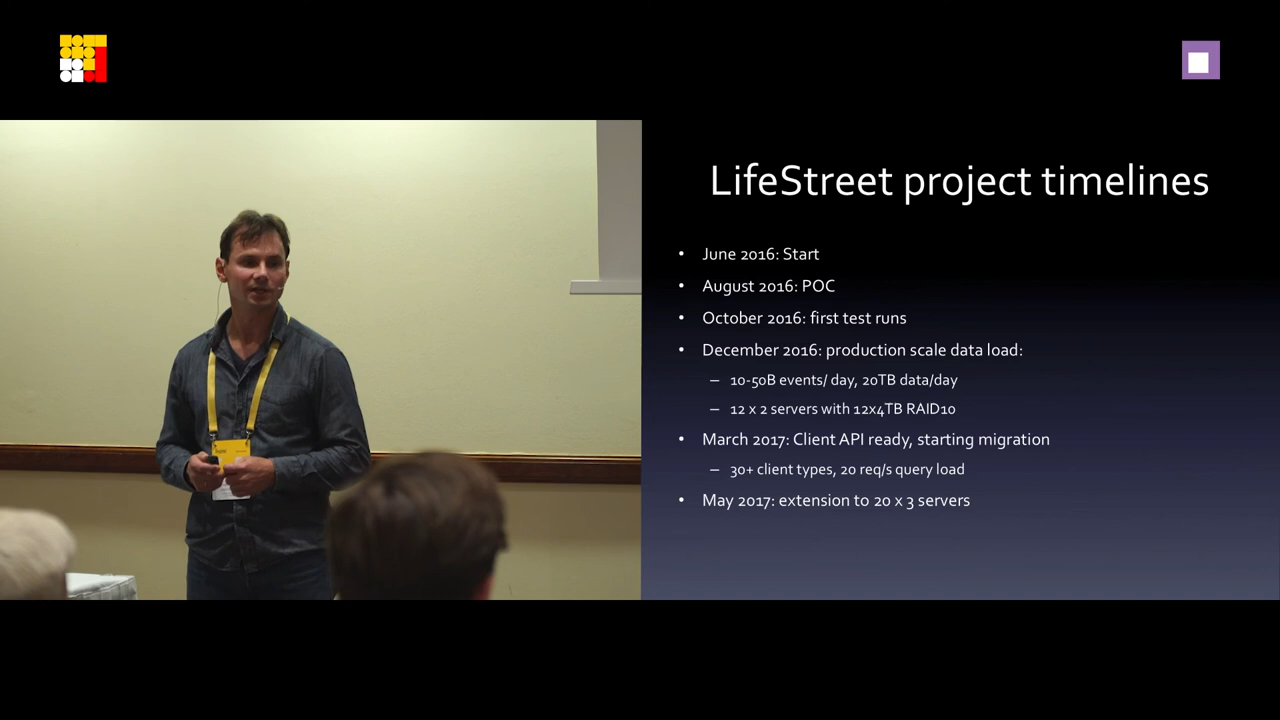 LifeStreet project timelines
• June 2016: Start
• August 2016: POC
• October 2016: first test runs
• December 2016: production scale data load:
– 10-50B events/ day, 20TB data/day
– 12 x 2 servers with 12x4TB RAID10
• March 2017: Client API ready, starting migration
– 30+ client types, 20 req/s query load
• May 2017: extension to 20 x 3 servers